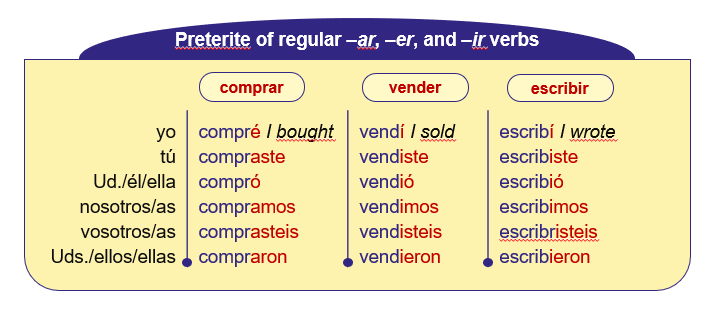 Preterite of regular –ar, –er, and –ir verbs
comprar vender escribir
yo compré I bought vendí I sold escribí I wrote
tú compraste vendiste escribiste
Ud./él/ella compró vendió escribió
nosotros/as compramos vendimos escribimos
vosotros/as comprasteis vendisteis escribristeis
Uds./ellos/ellas compraron vendieron escribieron